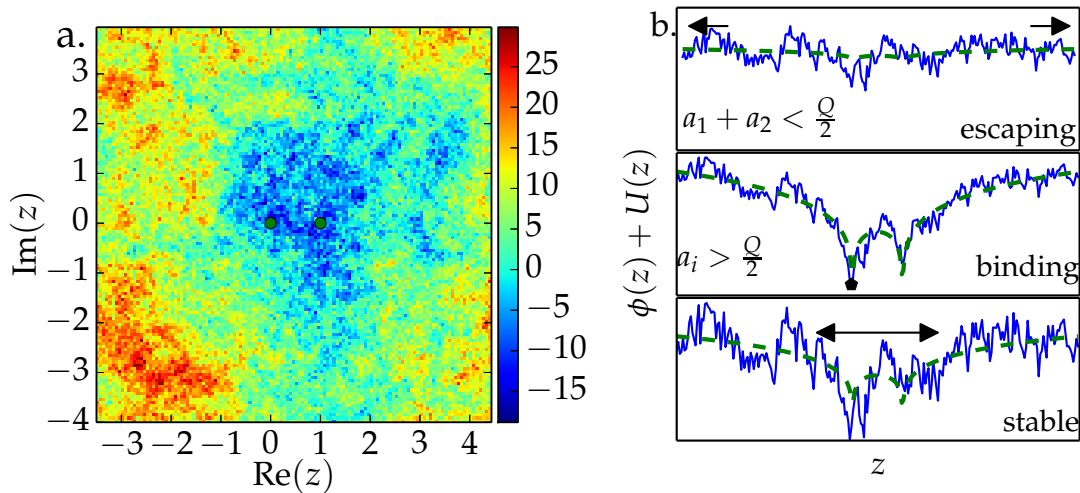 a.
3
2
1
0
−1
−2
−3
−4
Im(z)
−3 −2 −1 0 1 2 3 4
Re(z)
25
20
15
10
5
0
−5
−10
−15
b.
ϕ(z) + U(z)
a₁ + a₂ < Q/2
escaping
aᵢ > Q/2
binding
stable
z